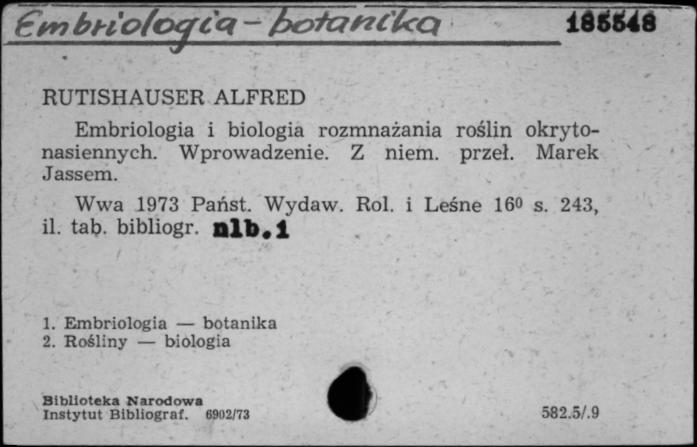 Embriologia - botanika 185548
RUTISHAUSER ALFRED
Embriologia i biologia rozmnażania roślin okryto-
nasiennych. Wprowadzenie. Z niem. przeł. Marek
Jassem.
Wwa 1973 Państ. Wydaw. Rol. i Leśne 16⁰ s. 243,
il. tab. bibliogr. nlb.1
1. Embriologia — botanika
2. Rośliny — biologia
Biblioteka Narodowa
Instytut Bibliograf. 6902/73 582.5/.9